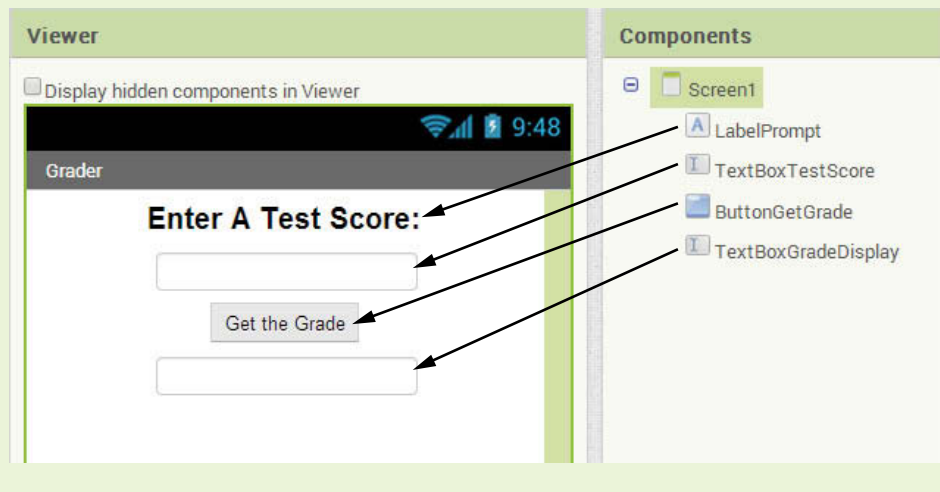 Viewer
Display hidden components in Viewer
9:48
Grader
Enter A Test Score:
Get the Grade
Components
Screen1
A LabelPrompt
TextBoxTestScore
ButtonGetGrade
TextBoxGradeDisplay